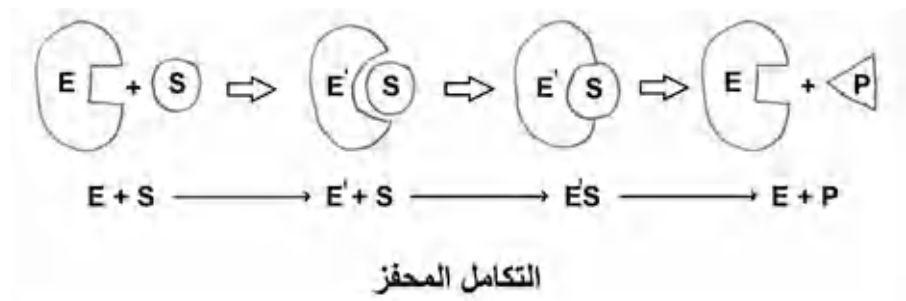 E + S ⇨ E' S ⇨ E' S ⇨ E + P
E + S → E' + S → E'S → E + P
التكامل المحفز